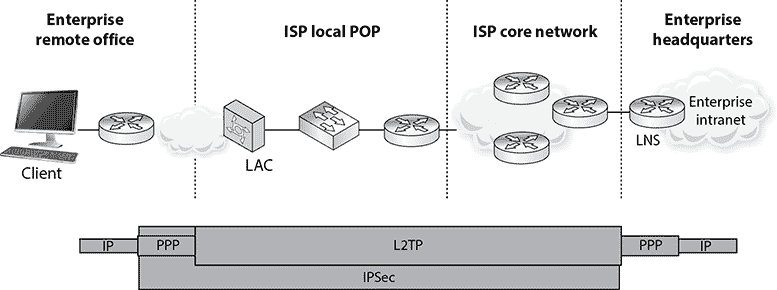 Enterprise
remote office
ISP local POP
ISP core network
Enterprise
headquarters
Client
LAC
LNS
Enterprise
intranet
IP
PPP
L2TP
PPP
IP
IPSec